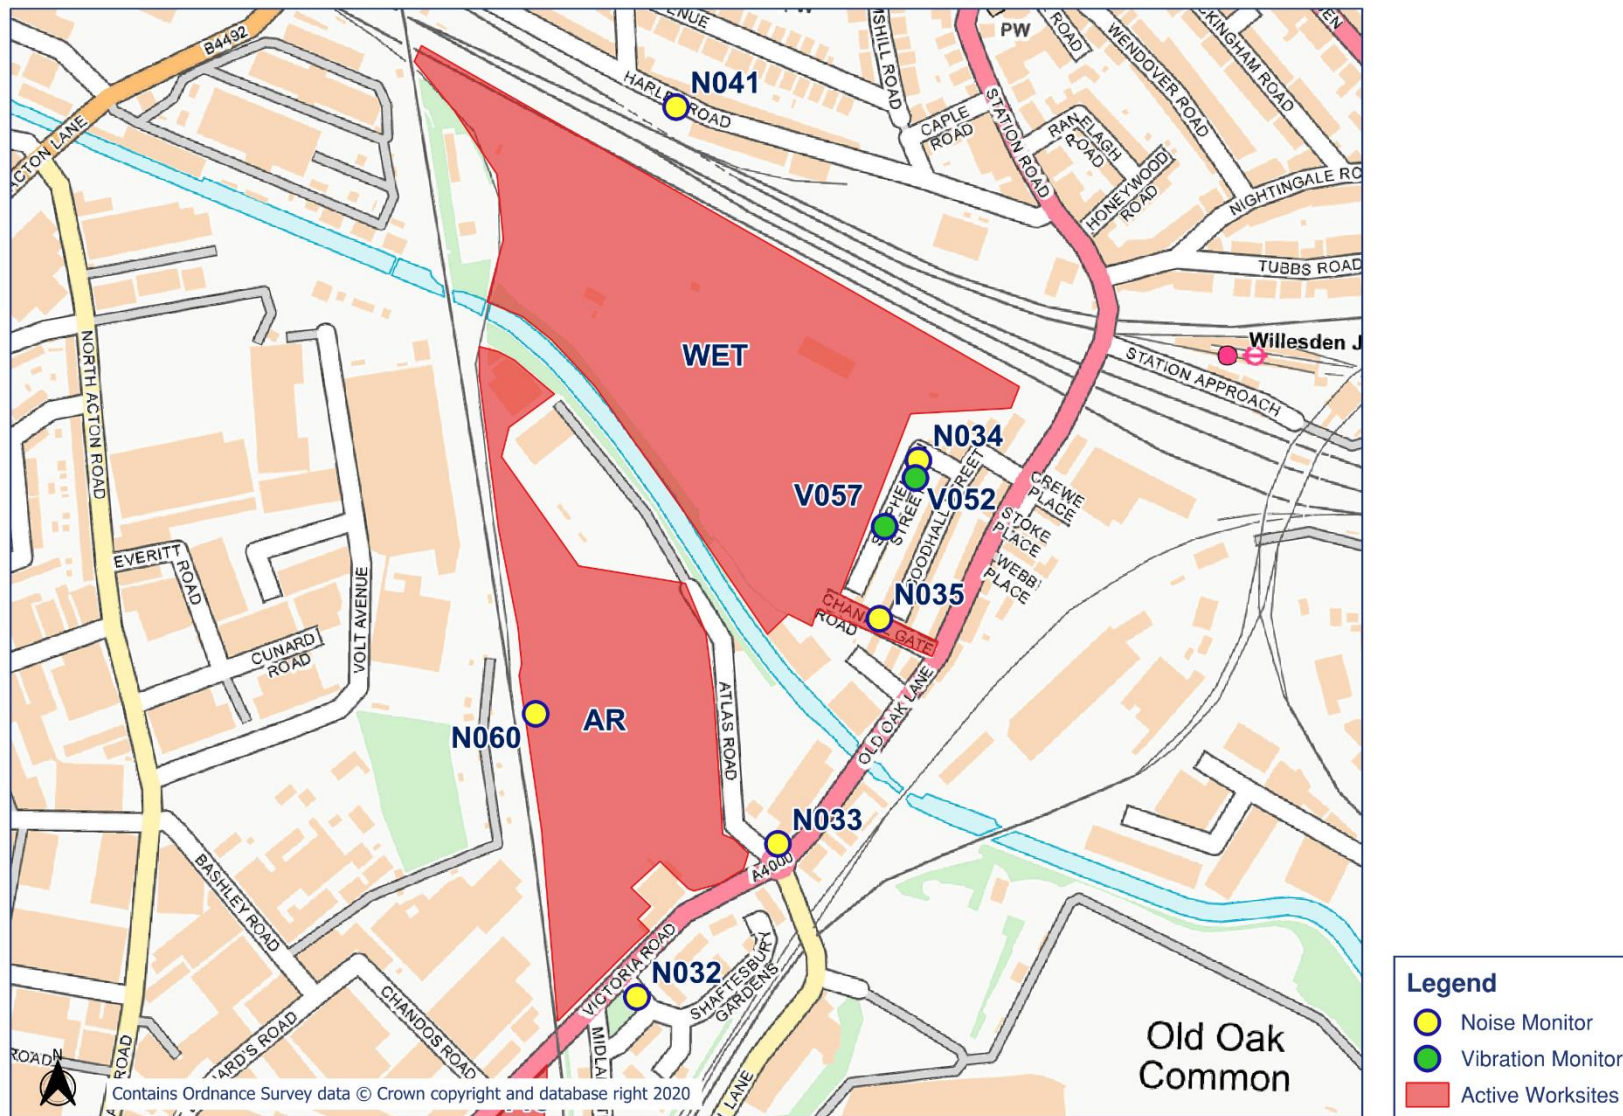 PW
B4492
ACTON LANE
HARLEY ROAD
N041
CAPLE
ROAD
STATION ROAD
PW
ROAD
WENDOVER ROAD
NIGHTINGALE
RANELAGH
ROAD
HONEYWOOD
ROAD
TUBBS ROAD
Willesden J
STATION APPROACH
WET
N034
V052
V057
STREET
CREWE
PLACE
STOKE
PLACE
WEBB
PLACE
N035
ROAD
GATE
OLD OAK LANE
NORTH ACTON ROAD
EVERITT
ROAD
CUNARD
ROAD
VOLT AVENUE
N060
AR
ATLAS ROAD
N033
A4000
VICTORIA ROAD
N032
SHAFTESBURY
GARDENS
BASHLEY ROAD
CHANDOS ROAD
ROAD
ROAD
LANE
Old Oak
Common
N
Contains Ordnance Survey data © Crown copyright and database right 2020
Legend
Noise Monitor
Vibration Monitor
Active Worksites